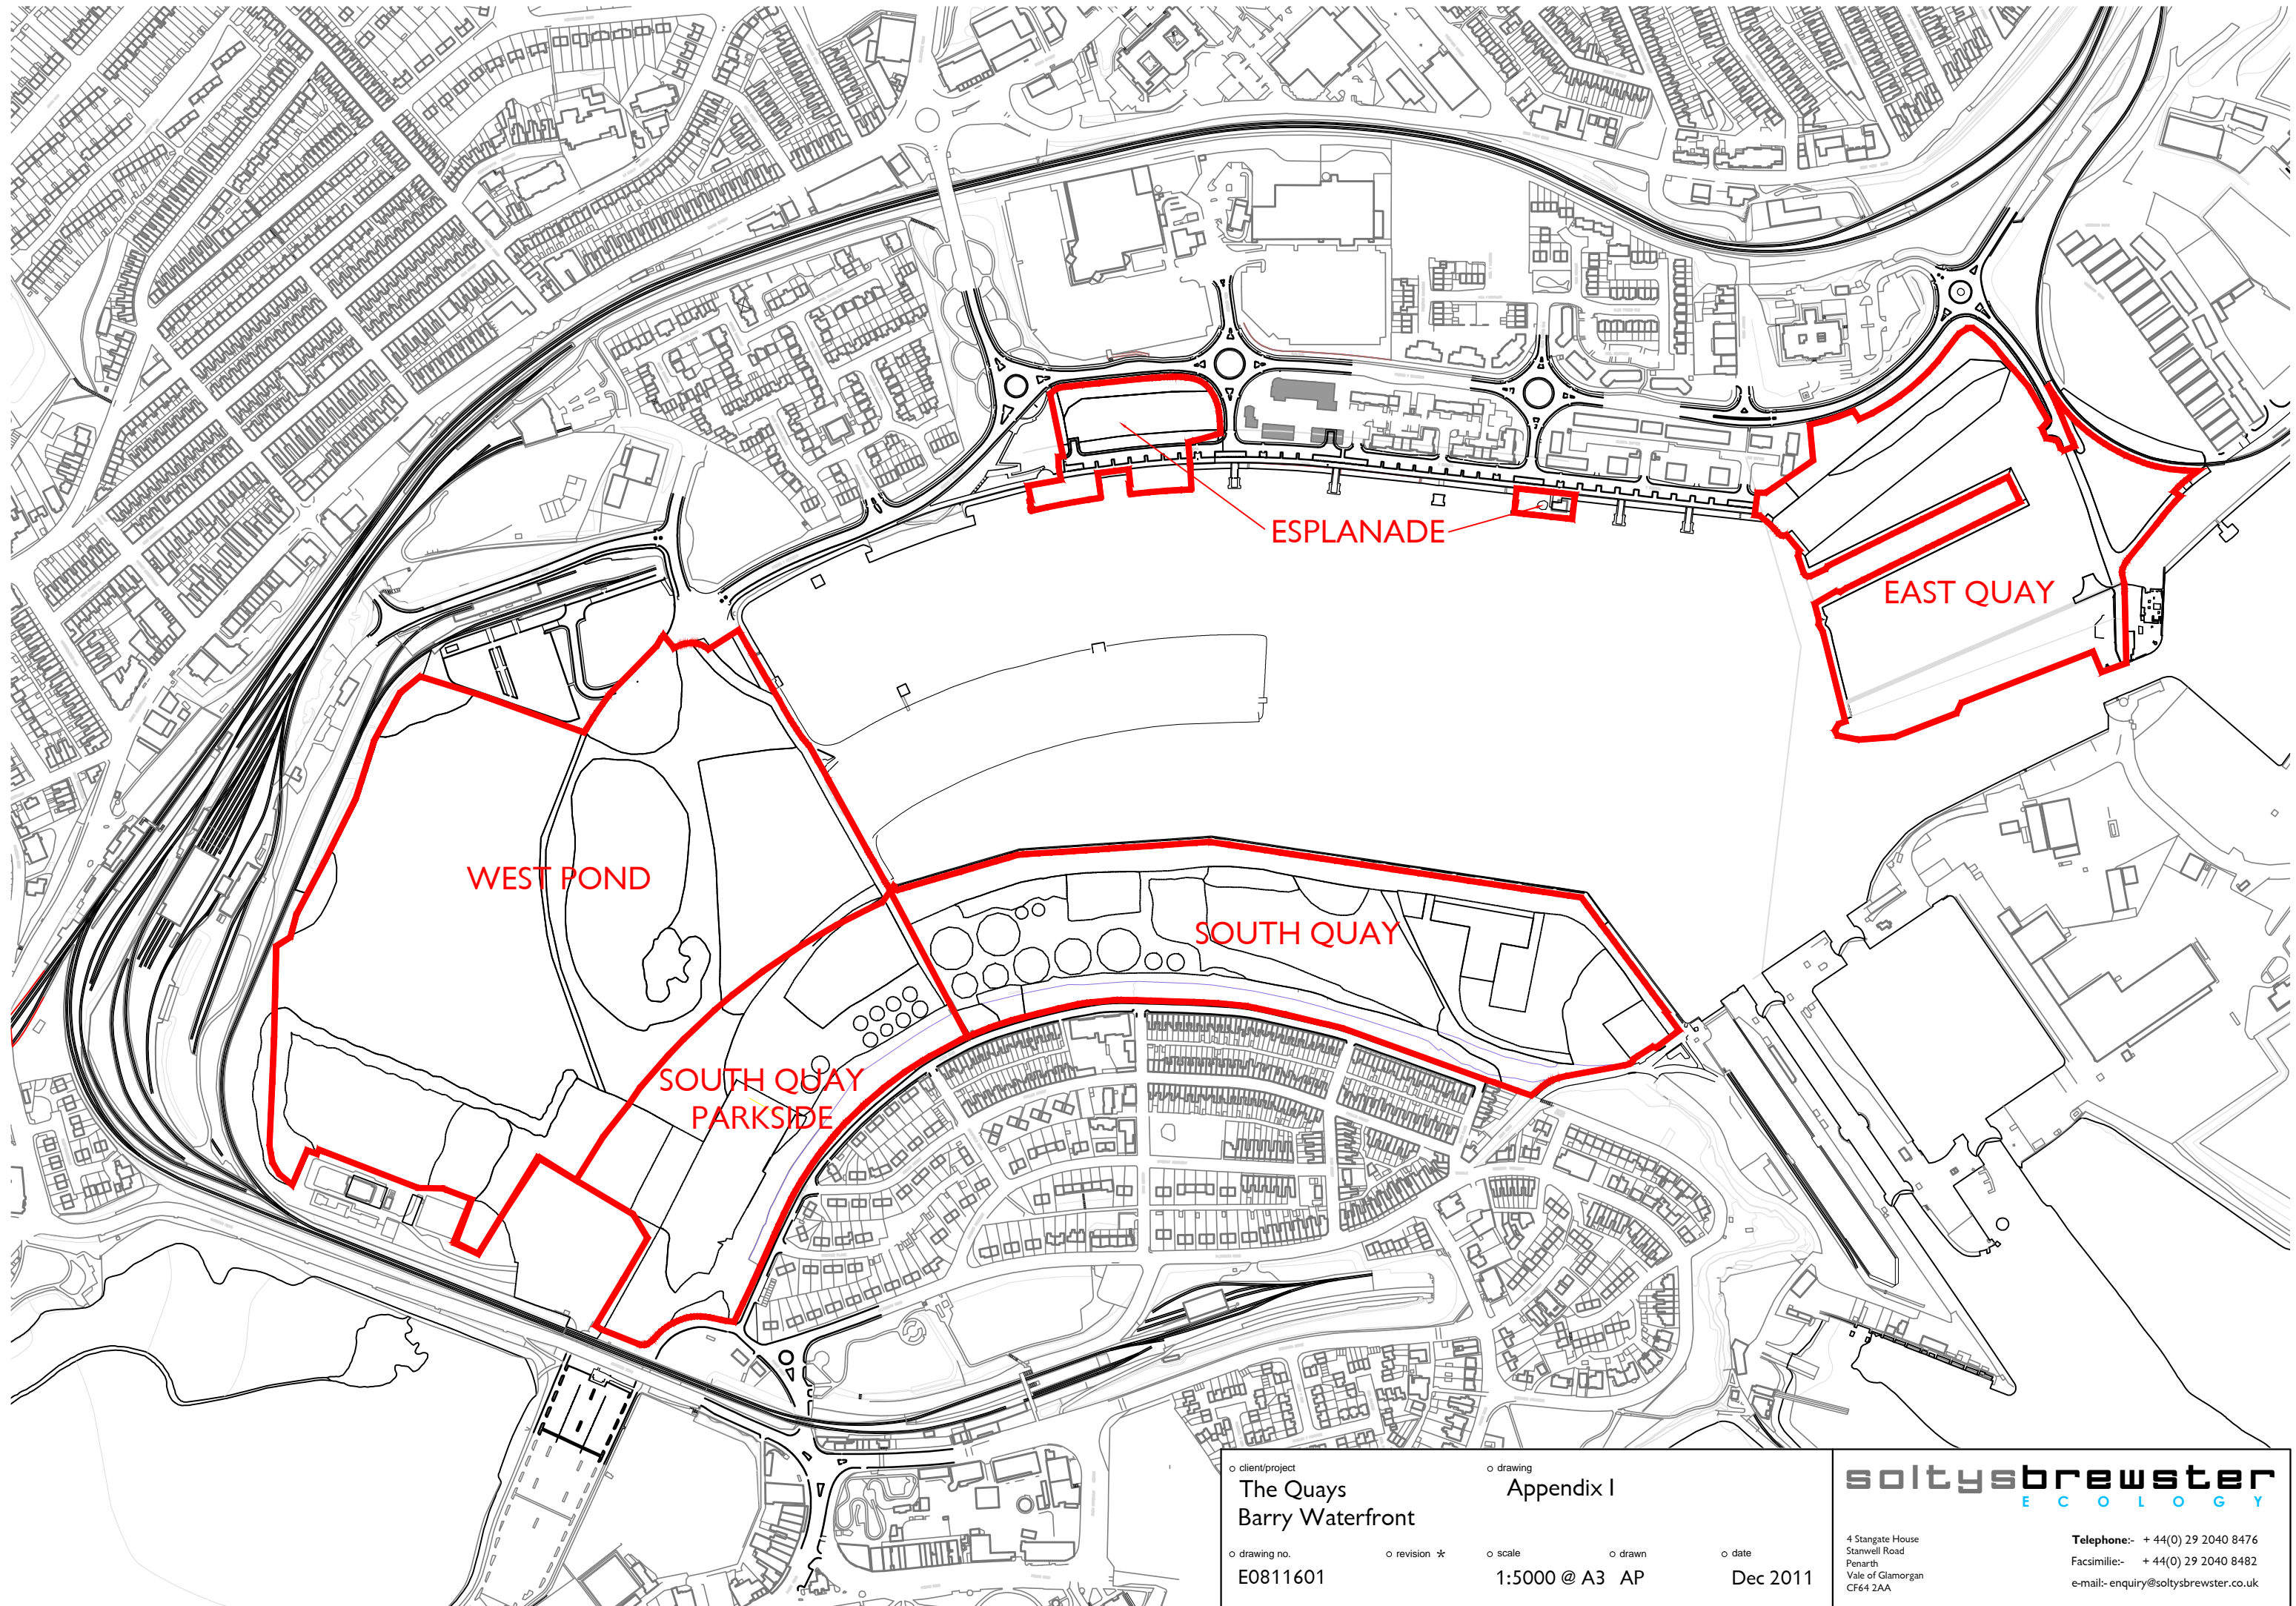 ESPLANADE
EAST QUAY
WEST POND
SOUTH QUAY
SOUTH QUAY
PARKSIDE
client/project
The Quays
Barry Waterfront
drawing
Appendix 1
drawing no.
E0811601
revision *
scale
1:5000 @ A3
drawn
AP
date
Dec 2011
soltysbrewster
ECOLOGY
4 Stangate House
Stanwell Road
Penarth
Vale of Glamorgan
CF64 2AA
Telephone:- + 44(0) 29 2040 8476
Facsimilie:- + 44(0) 29 2040 8482
e-mail:- enquiry@soltysbrewster.co.uk